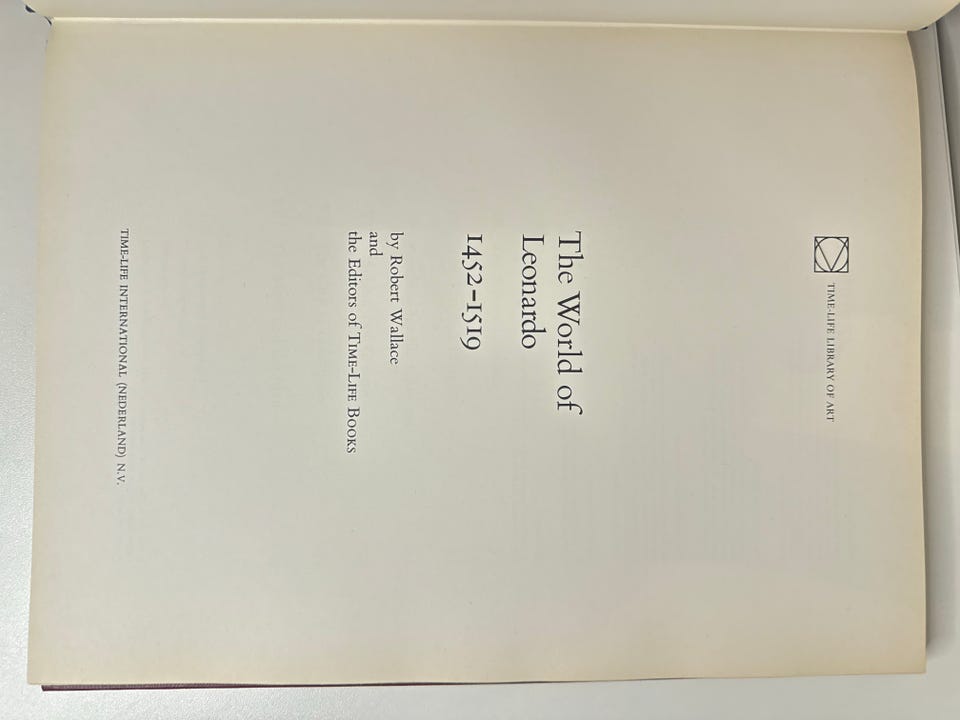 TIME-LIFE LIBRARY OF ART
The World of
Leonardo
1452-1519
by Robert Wallace
and
the Editors of TIME-LIFE BOOKS
TIME-LIFE INTERNATIONAL (NEDERLAND) N.V.